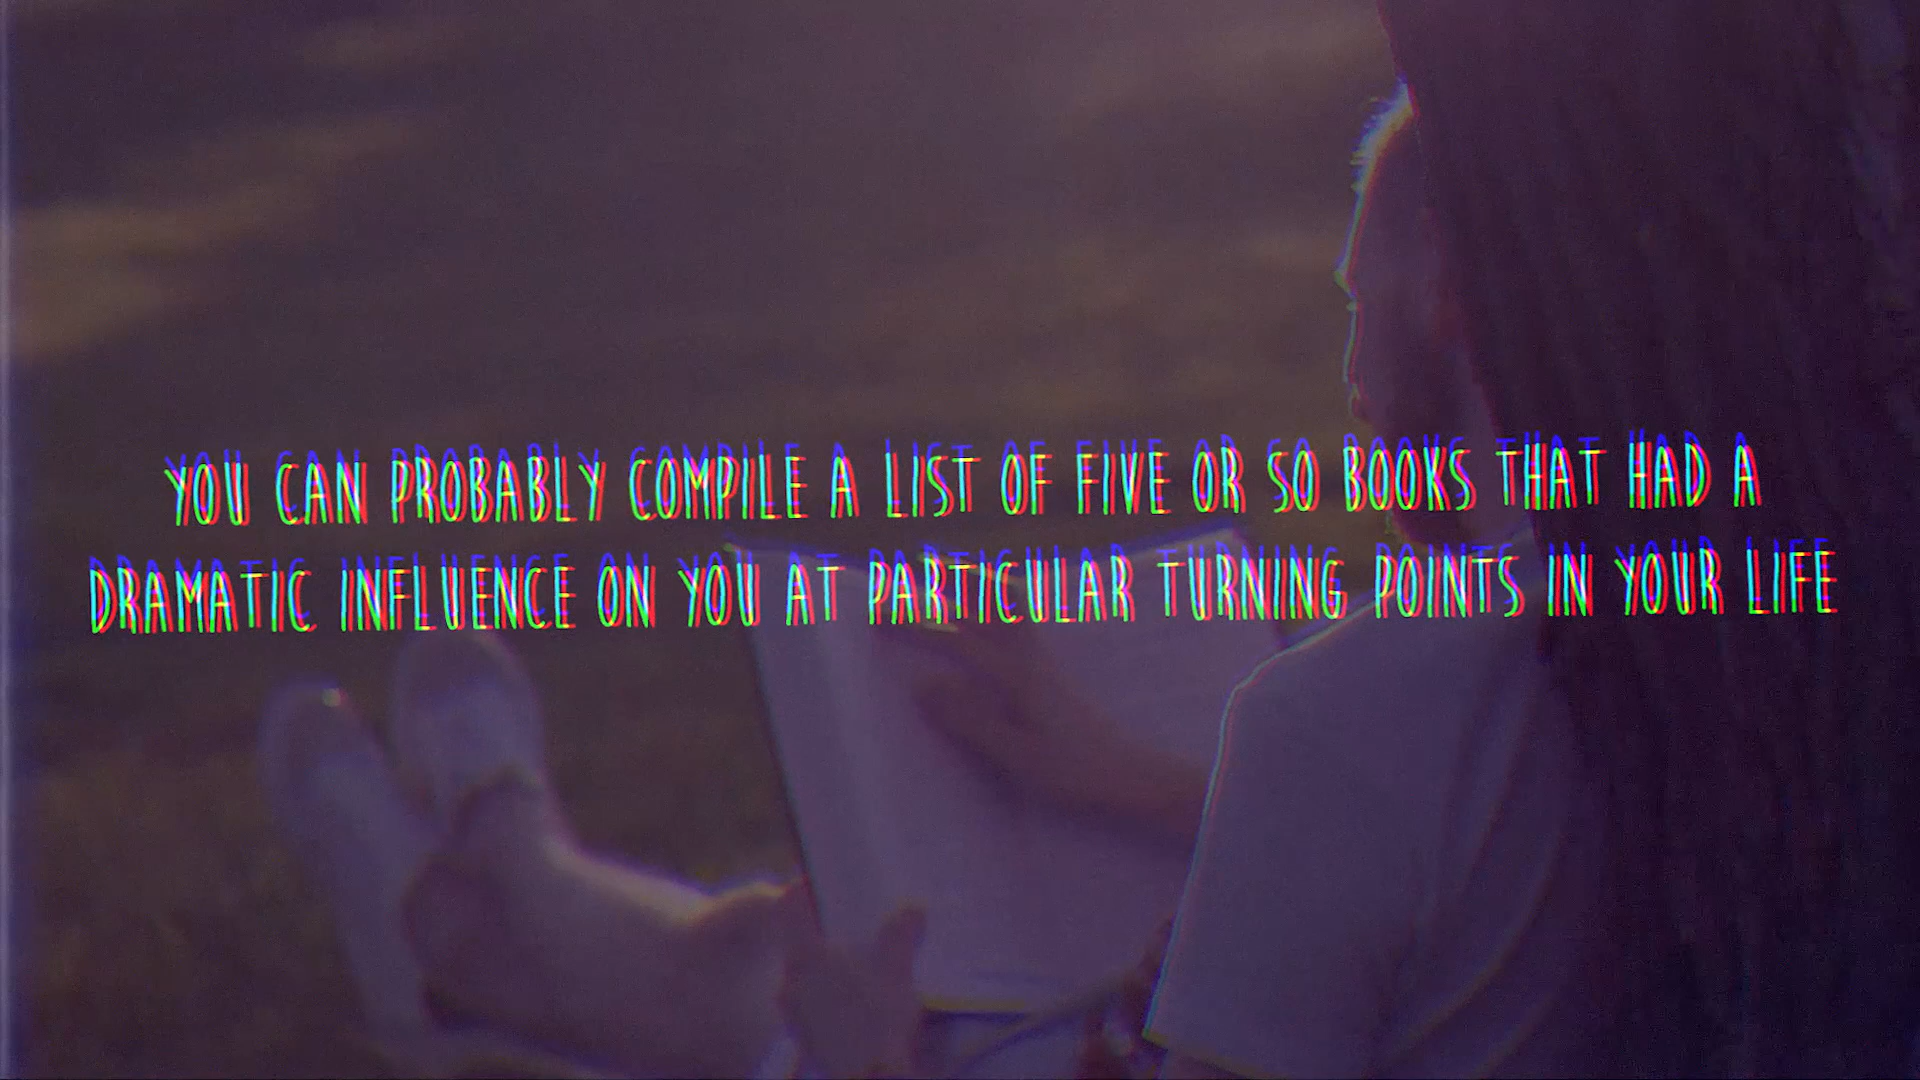 YOU CAN PROBABLY COMPILE A LIST OF FIVE OR SO BOOKS THAT HAD A
DRAMATIC INFLUENCE ON YOU AT PARTICULAR TURNING POINTS IN YOUR LIFE